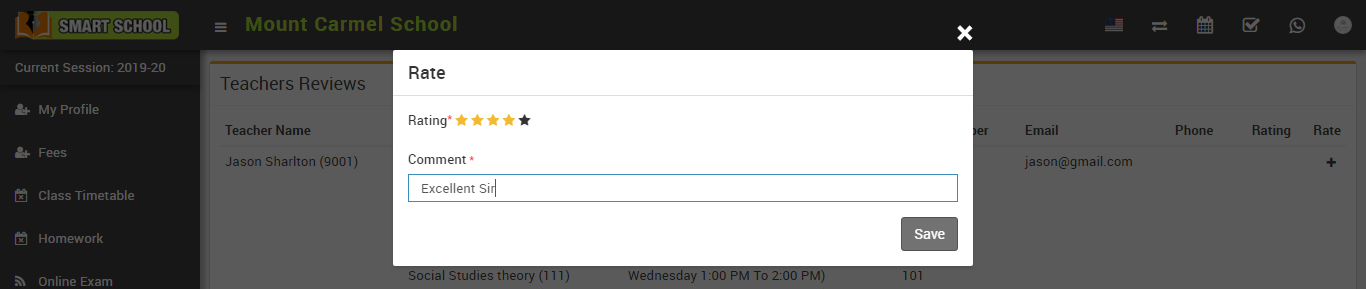 SMART SCHOOL
Mount Carmel School
Current Session: 2019-20
My Profile
Fees
Class Timetable
Homework
Online Exam
Teachers Reviews
Teacher Name
Email Phone Rating Rate
Jason Sharlton (9001) jason@gmail.com
Rate
Rating*
Comment *
Excellent Sir
Save
Social Studies theory (111) Wednesday 1:00 PM To 2:00 PM) 101